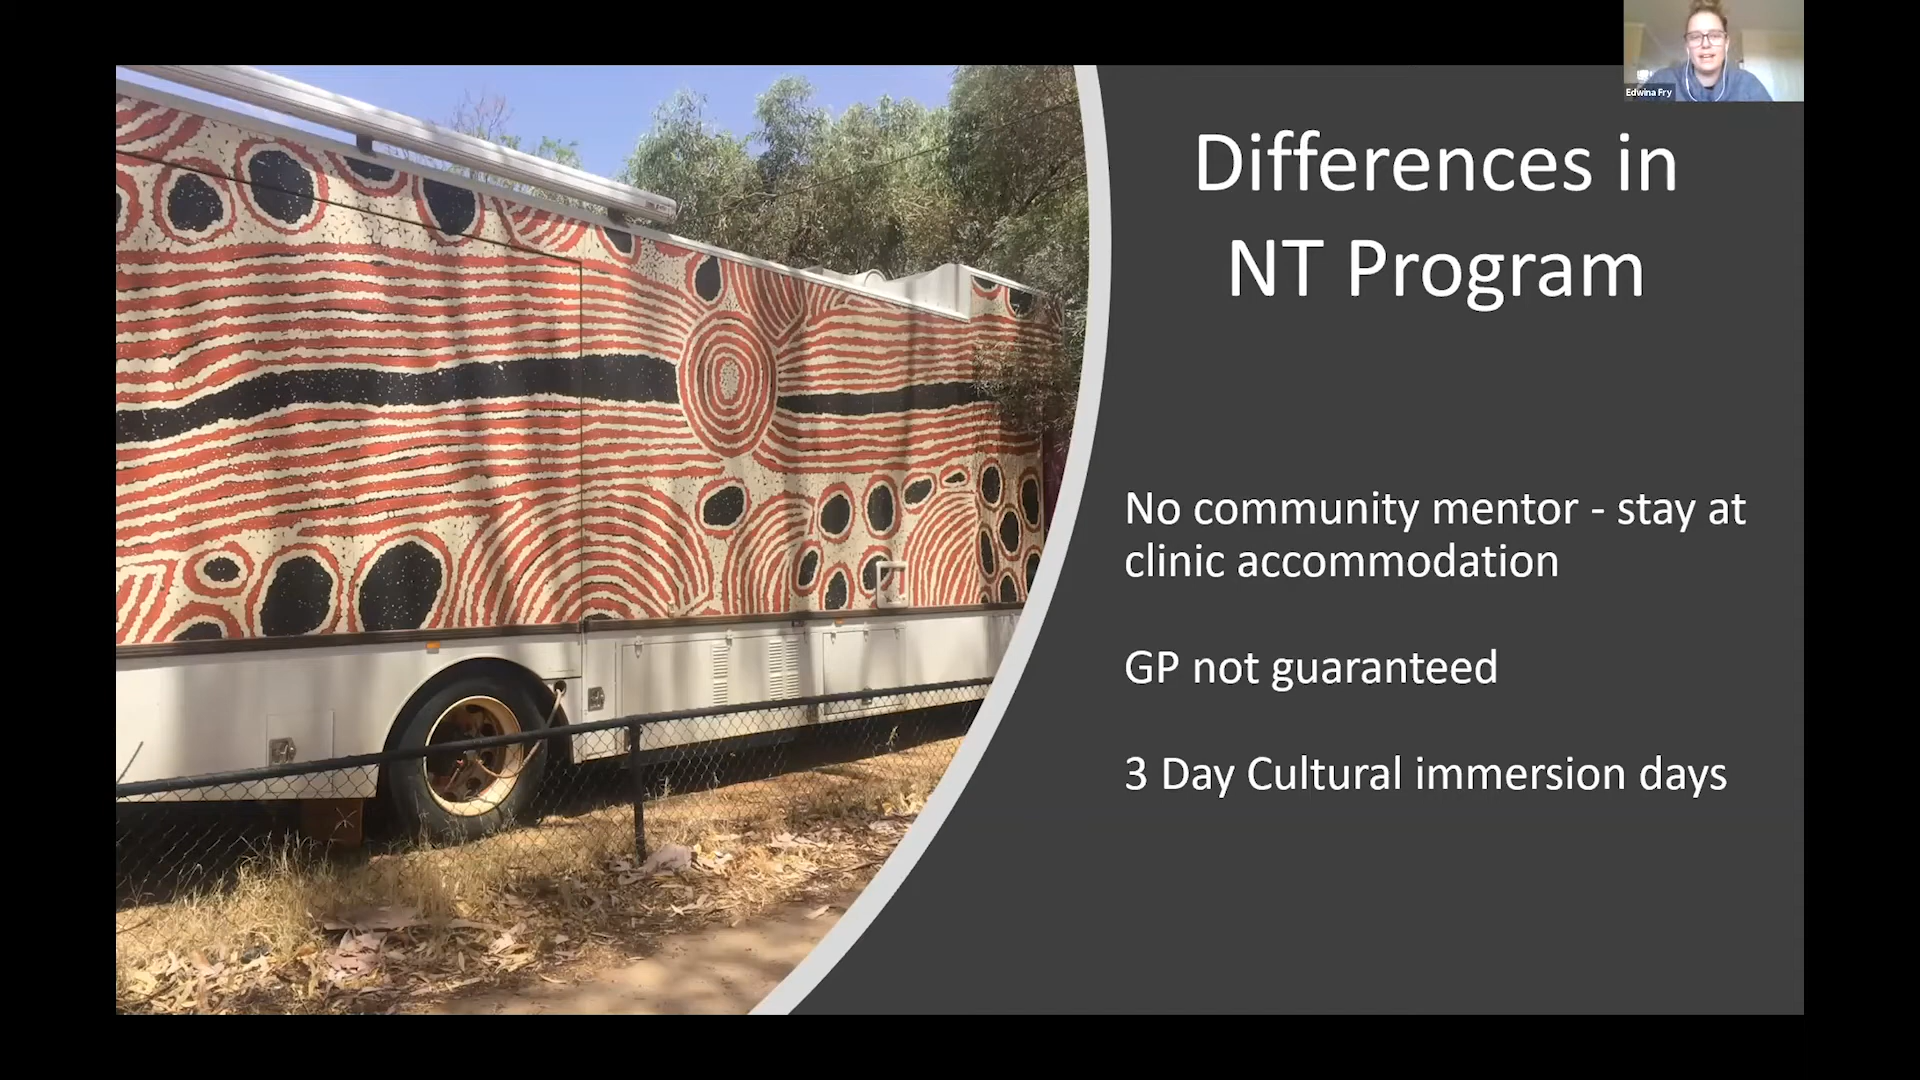 Edwina Fry
Differences in
NT Program
No community mentor - stay at
clinic accommodation
GP not guaranteed
3 Day Cultural immersion days